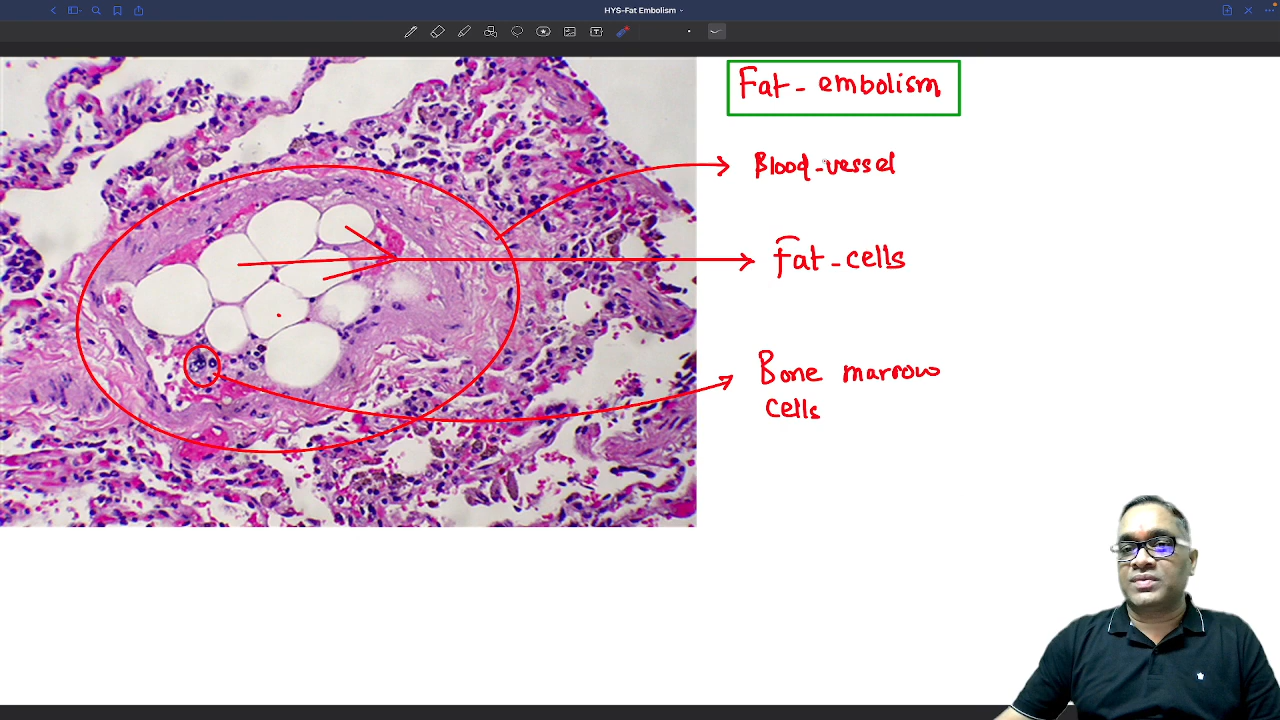 HYS-Fat Embolism
Fat - embolism
Blood-vessel
Fat-cells
Bone marrow
cells